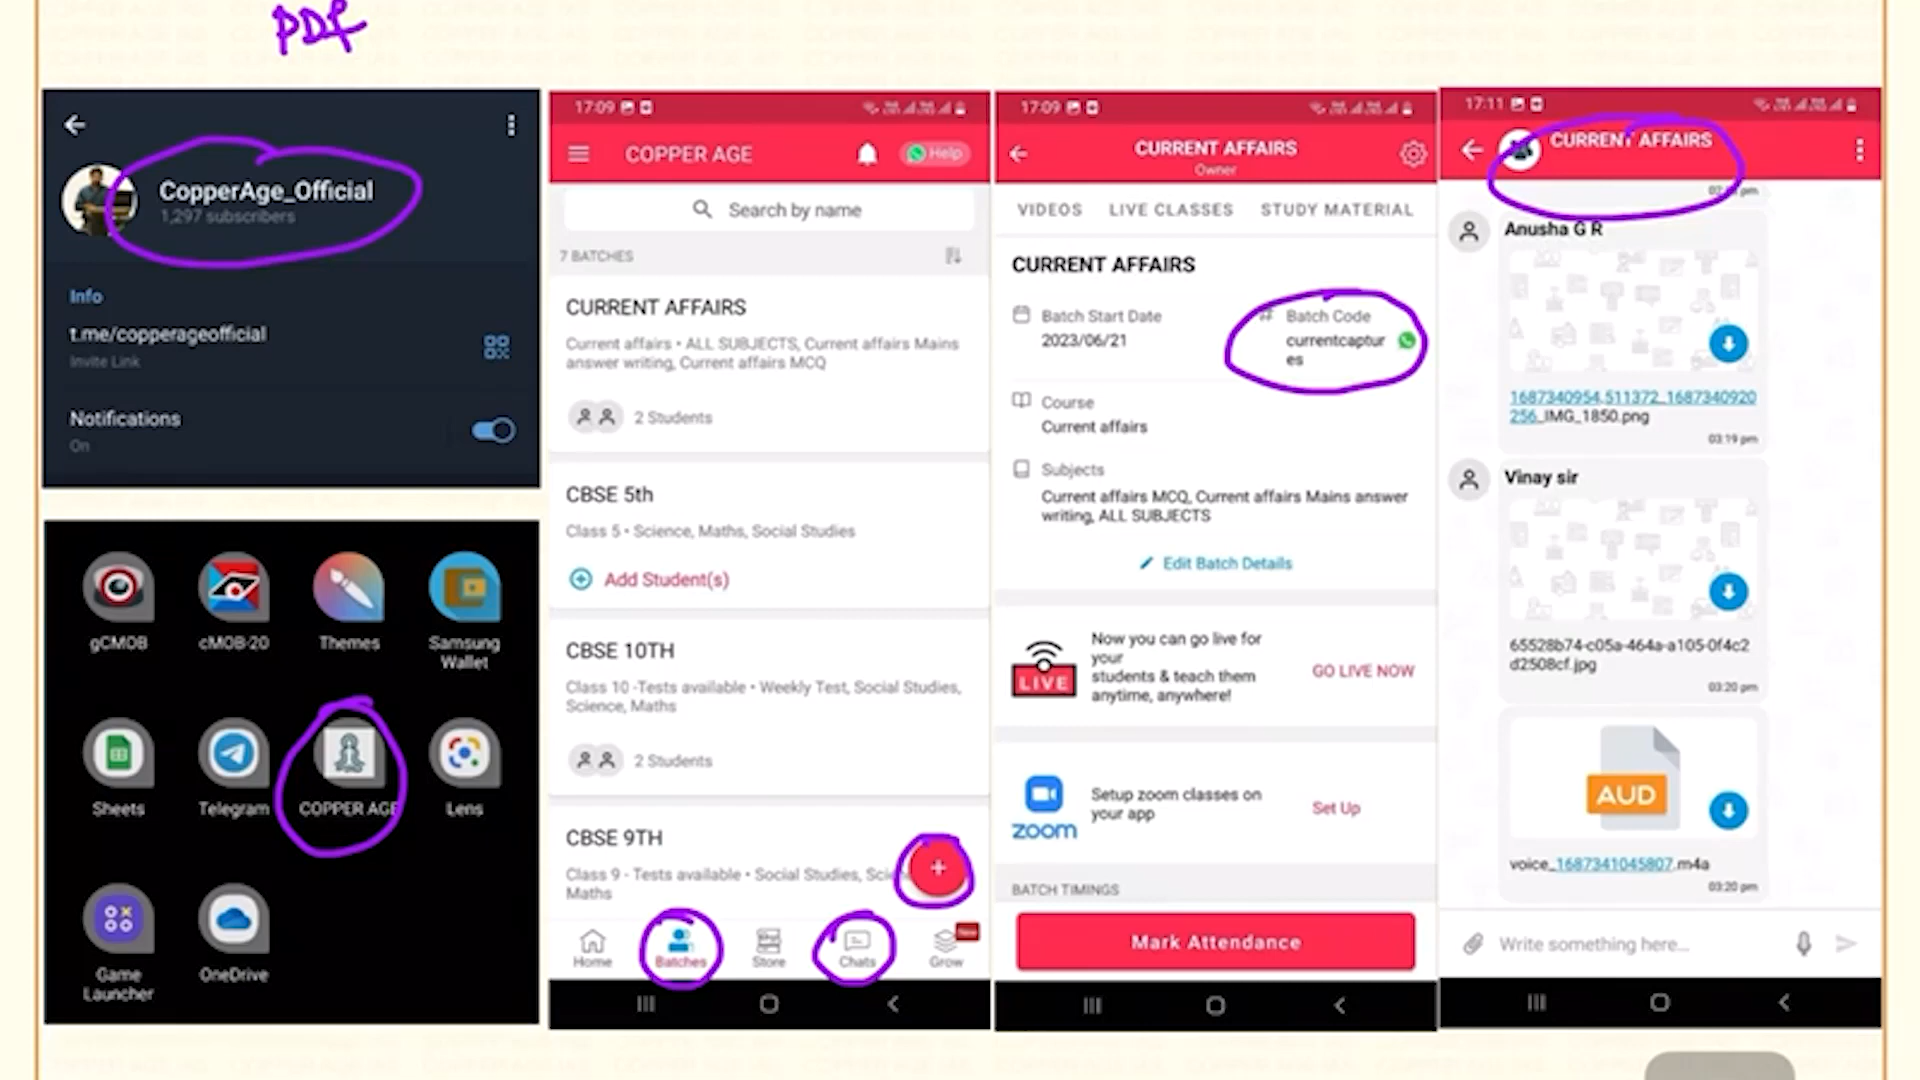 PDF
CopperAge_Official
1,297 subscribers
Info
t.me/copperageofficial
Invite Link
Notifications
On
gCMOB
cMOB-20
Themes
Samsung
Wallet
Sheets
Telegram
COPPER AGE
Lens
Game
Launcher
OneDrive
17:09
COPPER AGE
Help
Search by name
7 BATCHES
CURRENT AFFAIRS
Current affairs • ALL SUBJECTS, Current affairs Mains
answer writing, Current affairs MCQ
2 Students
CBSE 5th
Class 5 • Science, Maths, Social Studies
Add Student(s)
CBSE 10TH
Class 10 -Tests available • Weekly Test, Social Studies,
Science, Maths
2 Students
CBSE 9TH
Class 9 - Tests available • Social Studies,
Maths
+
Home
Batches
Store
Chats
Grow
New
17:09
CURRENT AFFAIRS
Owner
VIDEOS LIVE CLASSES STUDY MATERIAL
CURRENT AFFAIRS
Batch Start Date
2023/06/21
# Batch Code
currentcaptur
es
Course
Current affairs
Subjects
Current affairs MCQ, Current affairs Mains answer
writing, ALL SUBJECTS
Edit Batch Details
LIVE
Now you can go live for
your
students & teach them
anytime, anywhere!
GO LIVE NOW
zoom
Setup zoom classes on
your app
Set Up
BATCH TIMINGS
Mark Attendance
17:11
CURRENT AFFAIRS
pm
Anusha G R
1687340954.511372_1687340920
256_IMG_1850.png
03:19 pm
Vinay sir
65528b74-c05a-464a-a105-0f4c2
d2508cf.jpg
03:20 pm
AUD
voice_1687341045807.m4a
03:20 pm
Write something here...